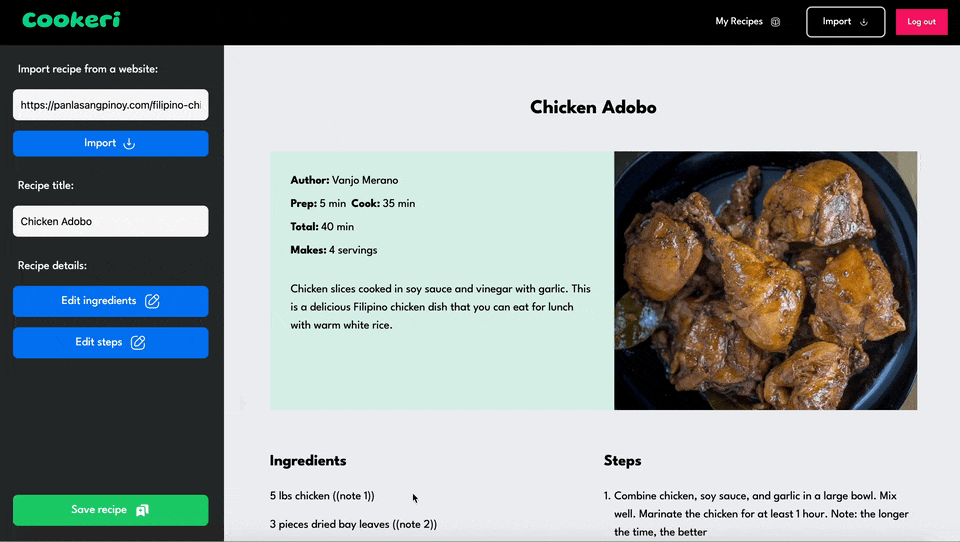 Cookeri
My Recipes
Import
Log out
Import recipe from a website:
https://panlasangpinoy.com/filipino-chi
Import
Recipe title:
Chicken Adobo
Recipe details:
Edit ingredients
Edit steps
Save recipe
Chicken Adobo
Author: Vanjo Merano
Prep: 5 min Cook: 35 min
Total: 40 min
Makes: 4 servings
Chicken slices cooked in soy sauce and vinegar with garlic. This
is a delicious Filipino chicken dish that you can eat for lunch
with warm white rice.
Ingredients
5 lbs chicken ((note 1))
3 pieces dried bay leaves ((note 2))
Steps
1. Combine chicken, soy sauce, and garlic in a large bowl. Mix
well. Marinate the chicken for at least 1 hour. Note: the longer
the time, the better